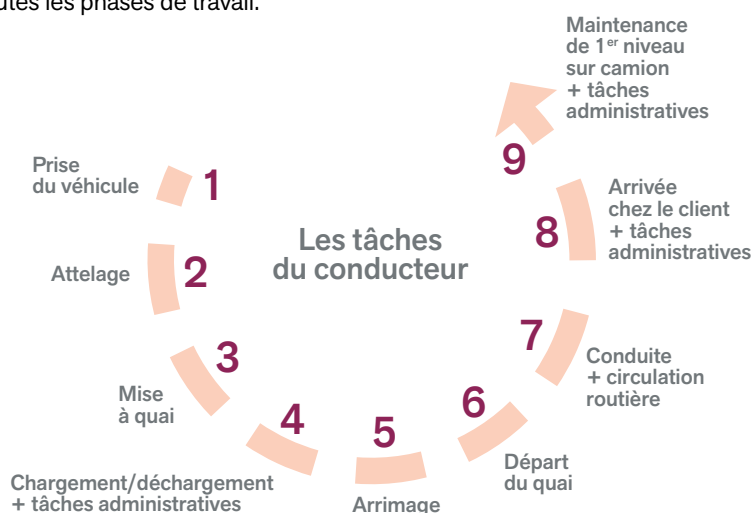 utes les phases de travail.
Les tâches
du conducteur
1
Prise
du véhicule
2
Attelage
3
Mise
à quai
4
Chargement/déchargement
+ tâches administratives
5
Arrimage
6
Départ
du quai
7
Conduite
+ circulation
routière
8
Arrivée
chez le client
+ tâches
administratives
9
Maintenance
de 1er niveau
sur camion
+ tâches
administratives